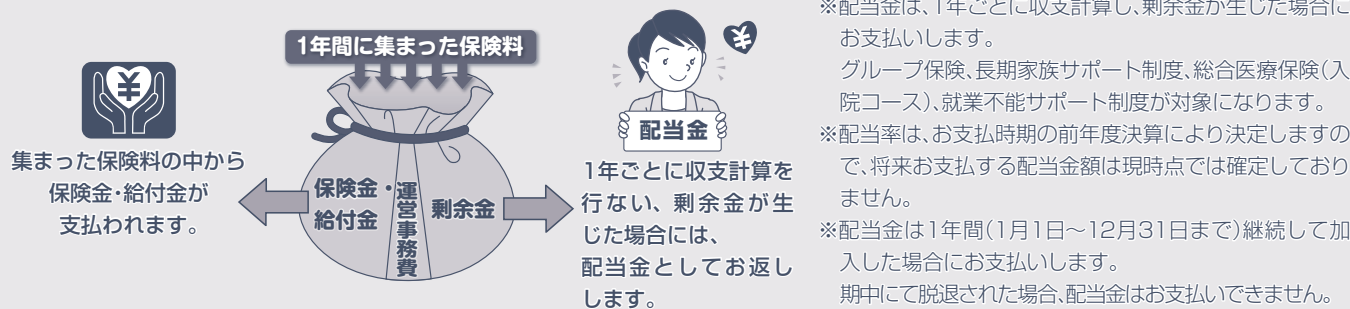 1年間に集まった保険料
集まった保険料の中から
保険金・給付金が
支払われます。
保険金・
給付金
運営事務費
剰余金
配当金
1年ごとに収支計算を
行ない、剰余金が生
じた場合には、
配当金としてお返し
します。
※配当金は、1年ごとに収支計算し、剰余金が生じた場合に
お支払いします。
グループ保険、長期家族サポート制度、総合医療保険(入
院コース)、就業不能サポート制度が対象になります。
※配当率は、お支払時期の前年度決算により決定しますの
で、将来お支払する配当金額は現時点では確定しており
ません。
※配当金は1年間(1月1日～12月31日まで)継続して加
入した場合にお支払いします。
期中にて脱退された場合、配当金はお支払いできません。